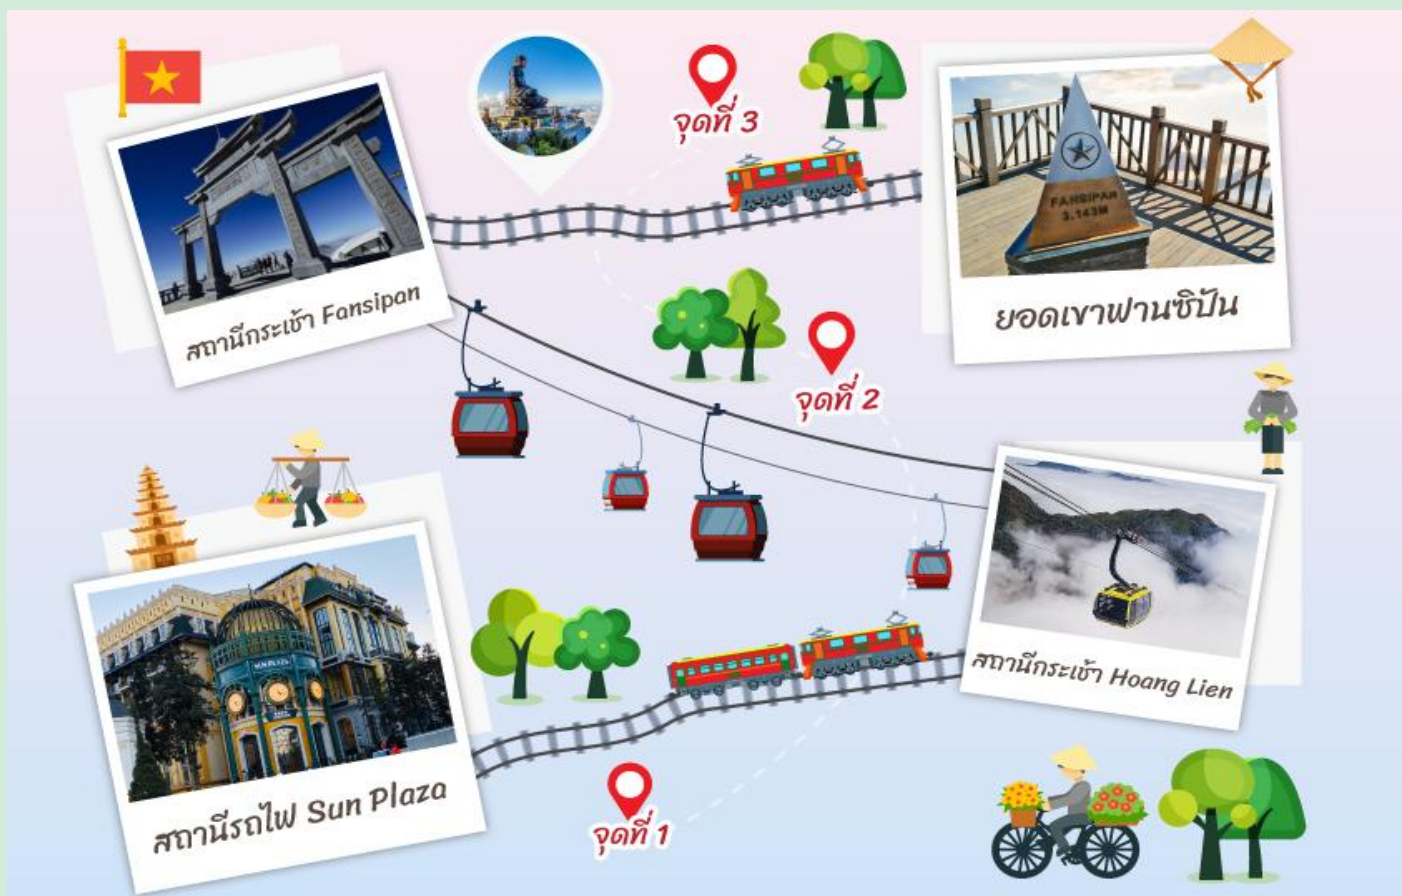 จุดที่ 3
FANSIPAN
3.143M
สถานีกระเช้า Fansipan
ยอดเขาฟานซิปัน
จุดที่ 2
SUN PLAZA
สถานีกระเช้า Hoang Lien
สถานีรถไฟ Sun Plaza
จุดที่ 1